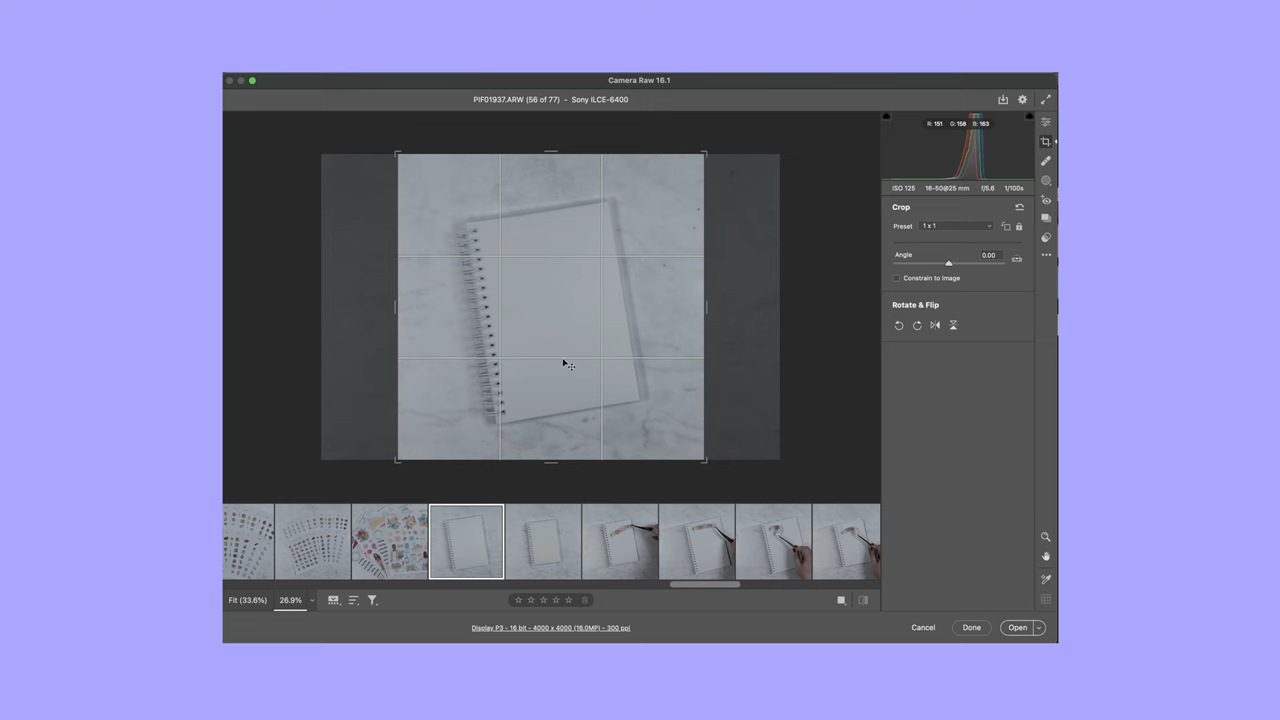 Camera Raw 16.1
PIF01937.ARW (56 of 77) - Sony ILCE-6400
R: 151 G: 158 B: 163
ISO 125 16-50@25 mm f/5.6 1/100s
Crop
Preset 1 x 1
Angle 0.00
Constrain to Image
Rotate & Flip
Fit (33.6%) 26.9%
Display P3 - 16 bit - 4000 x 4000 (16.0MP) - 300 ppi
Cancel Done Open